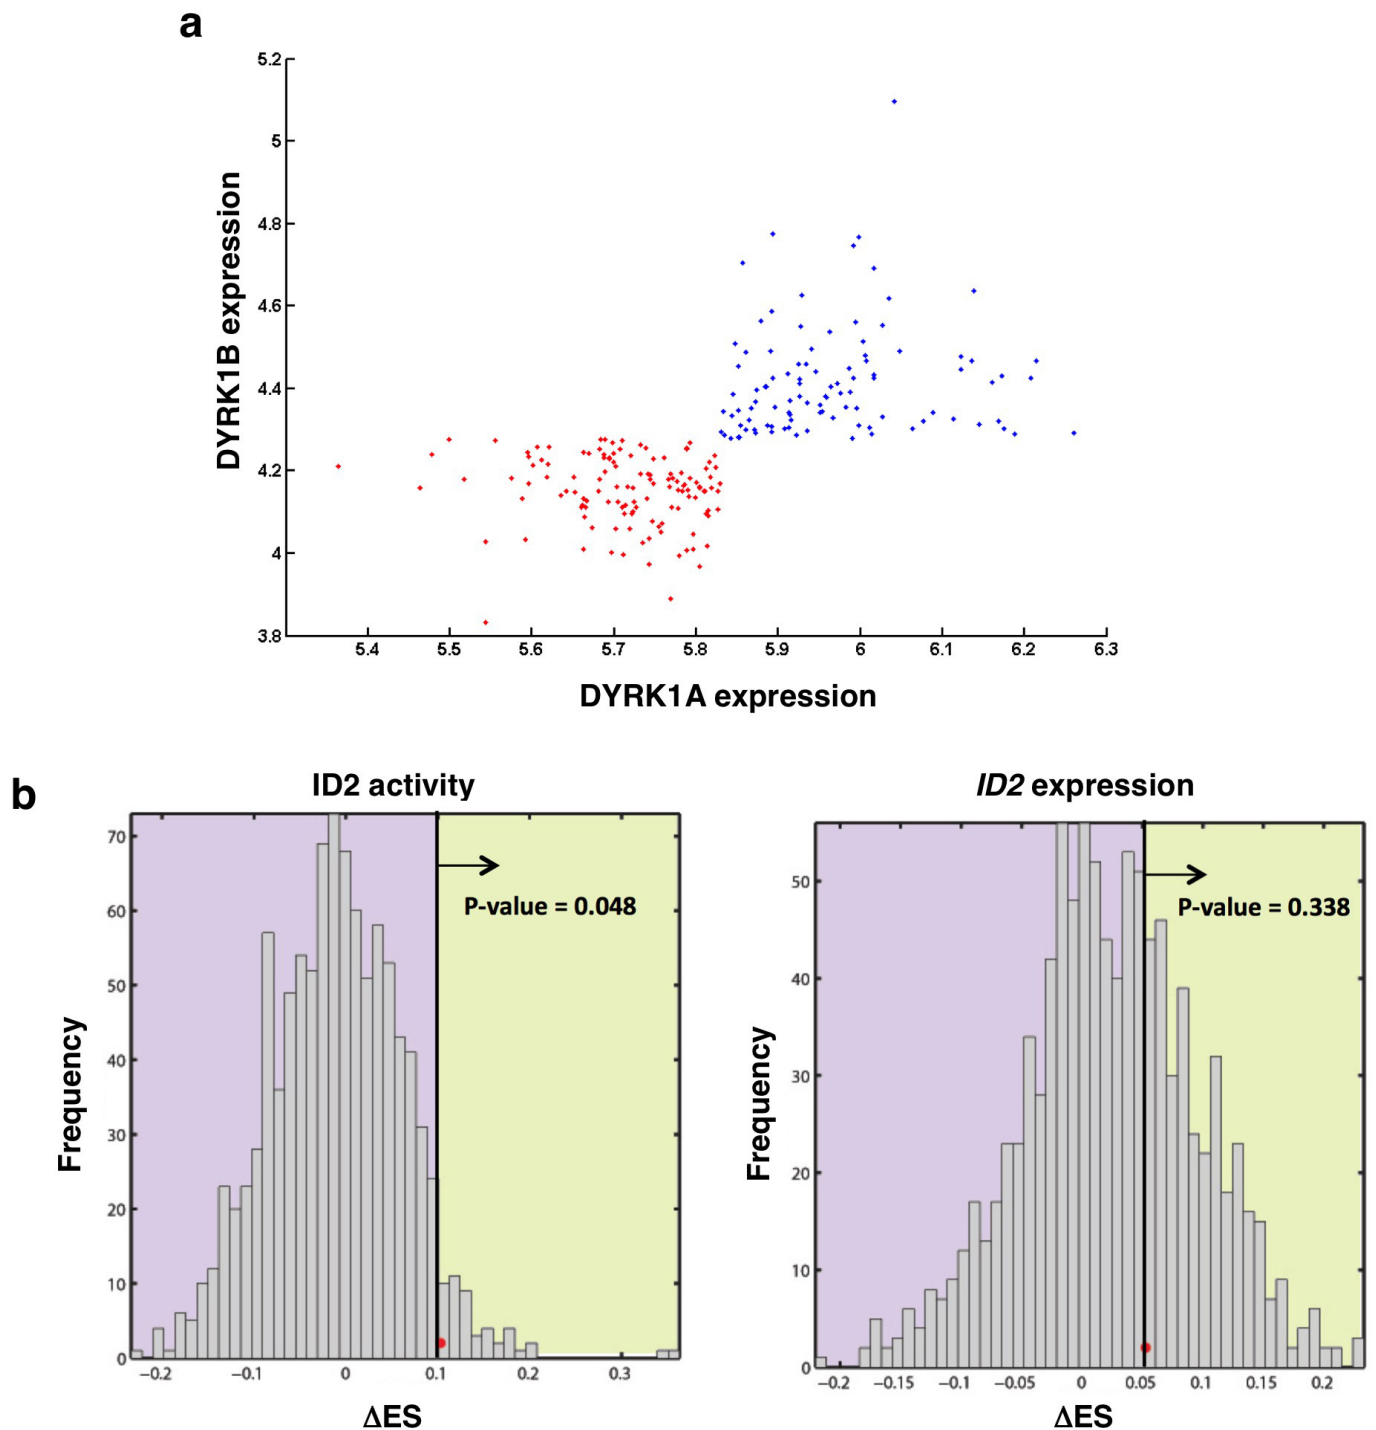 a
5.2
5
4.8
4.6
4.4
4.2
4
3.8
DYRK1B expression
5.4 5.5 5.6 5.7 5.8 5.9 6 6.1 6.2 6.3
DYRK1A expression
b
ID2 activity
70
60
50
40
30
20
10
0
Frequency
P-value = 0.048
−0.2 −0.1 0 0.1 0.2 0.3
ΔES
ID2 expression
50
40
30
20
10
0
Frequency
P-value = 0.338
−0.2 −0.15 −0.1 −0.05 0 0.05 0.1 0.15 0.2
ΔES